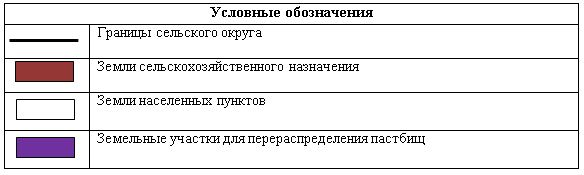 Условные обозначения
Границы сельского округа
Земли сельскохозяйственного назначения
Земли населенных пунктов
Земельные участки для перераспределения пастбищ